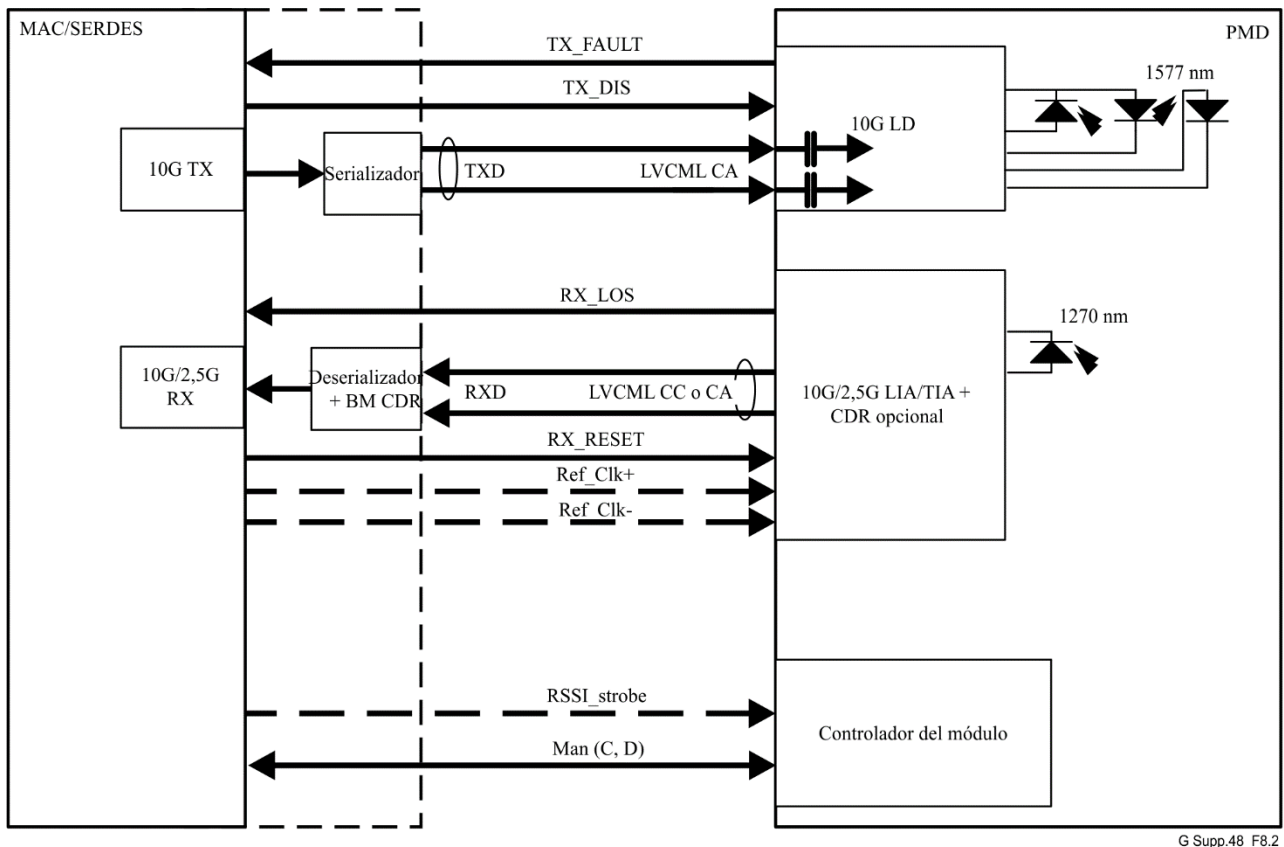 MAC/SERDES
PMD
TX_FAULT
1577 nm
TX_DIS
10G LD
10G TX
Serializador
TXD
LVCML CA
RX_LOS
1270 nm
10G/2,5G
RX
Deserializador
+ BM CDR
RXD
LVCML CC o CA
10G/2,5G LIA/TIA +
CDR opcional
RX_RESET
Ref_Clk+
Ref_Clk-
RSSI_strobe
Controlador del módulo
Man (C, D)
G Supp.48_F8.2